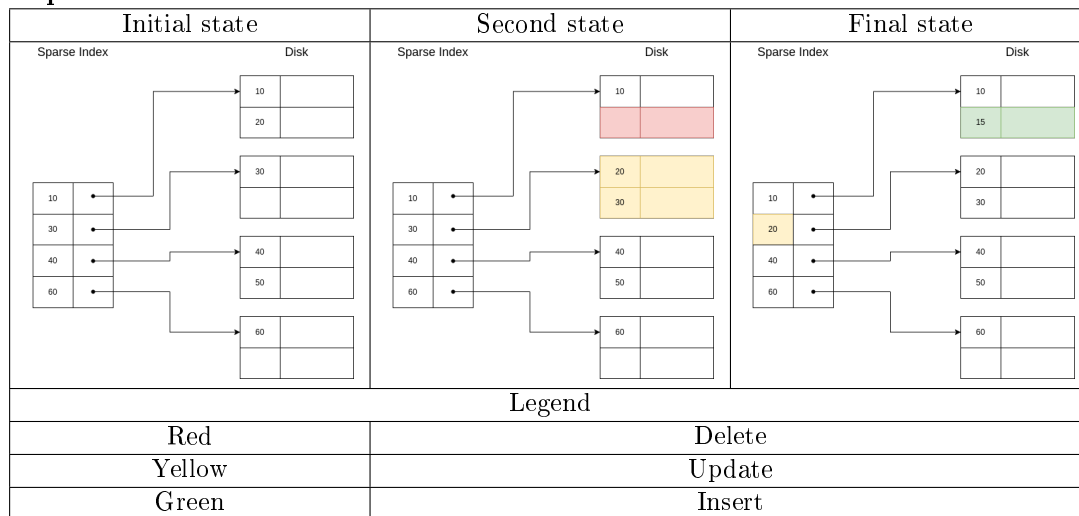 Initial state Second state Final state
Sparse Index Disk Sparse Index Disk Sparse Index Disk
10 10 10
20 15
30 20 20
10 10 10
30 30
30 30 20
40 40 40
40 40 40
50 50 50
60 60 60
60 60 60
Legend
Red Delete
Yellow Update
Green Insert